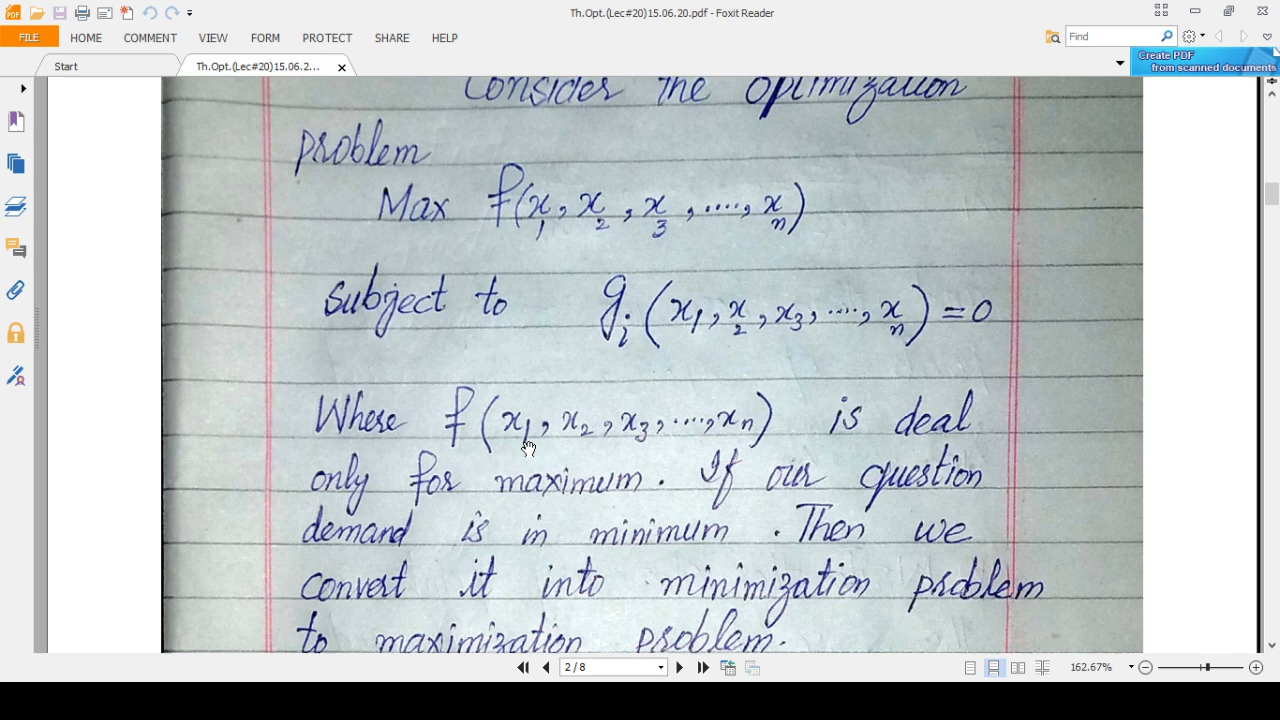 Th.Opt.(Lec#20)15.06.20.pdf - Foxit Reader
FILE HOME COMMENT VIEW FORM PROTECT SHARE HELP
Find
Start Th.Opt.(Lec#20)15.06.2...
Create PDF
from scanned documents
Consider the optimization
problem
Max f(x₁, x₂, x₃, ...., xₙ)
subject to gᵢ(x₁, x₂, x₃, ...., xₙ) = 0
Where f(x₁, x₂, x₃, ...., xₙ) is deal
only for maximum. If our question
demand is in minimum. Then we
convert it into minimization problem
to maximization problem.
2 / 8
162.67%